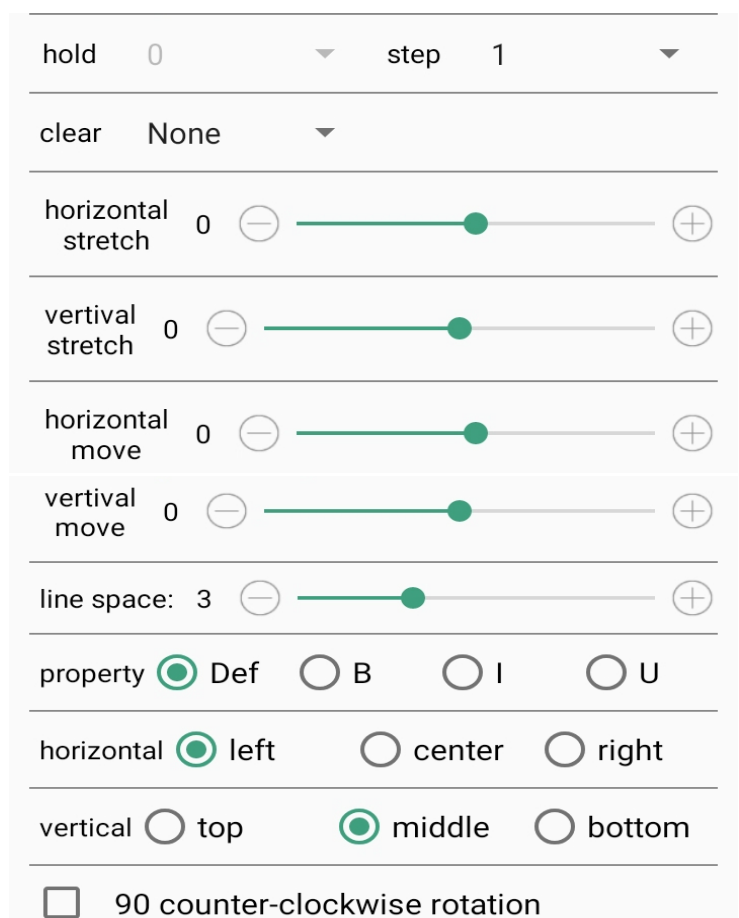 hold 0 step 1
clear None
horizontal
stretch 0
vertival
stretch 0
horizontal
move 0
vertival
move 0
line space: 3
property Def B I U
horizontal left center right
vertical top middle bottom
90 counter-clockwise rotation